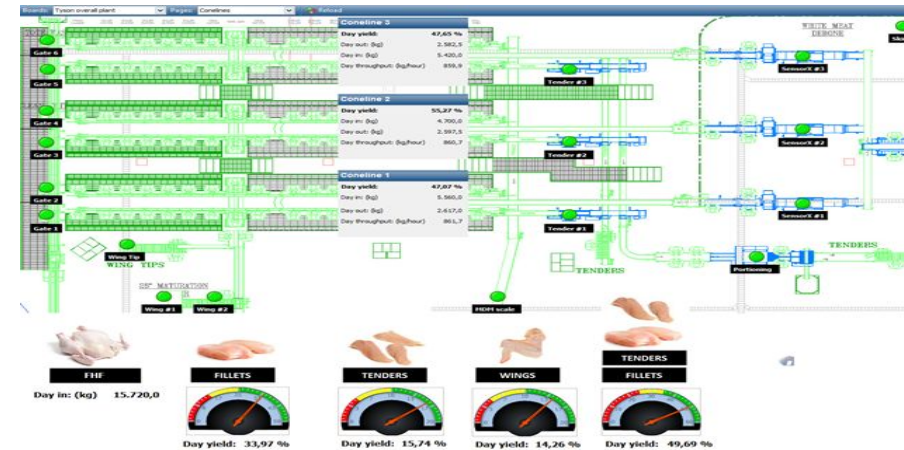 Boards: Tyson overall plant Pages: Conelines Reload
Coneline 3
Day yield: 47,65 %
Day out: (kg) 2.582,5
Day in: (kg) 5.420,0
Day throughput: (kg/hour) 859,9
WHITE MEAT
DEBONE
Gate 6
SensorX #3
Tender #3
Gate 5
Coneline 2
Day yield: 55,27 %
Day in: (kg) 4.700,0
Day out: (kg) 2.597,5
Day throughput: (kg/hour) 860,7
Gate 4
SensorX #2
Gate 3
Tender #2
Coneline 1
Day yield: 47,07 %
Day in: (kg) 5.560,0
Day out: (kg) 2.617,0
Day throughput: (kg/hour) 861,7
Gate 2
SensorX #1
Gate 1
Tender #1
TENDERS
Wing Tip
WING TIPS
TENDERS
Portioning
MATURATION
Wing #1 Wing #2
MDM scale
TENDERS
FHF FILLETS TENDERS WINGS FILLETS
Day in: (kg) 15.720,0
Day yield: 33,97 % Day yield: 15,74 % Day yield: 14,26 % Day yield: 49,69 %